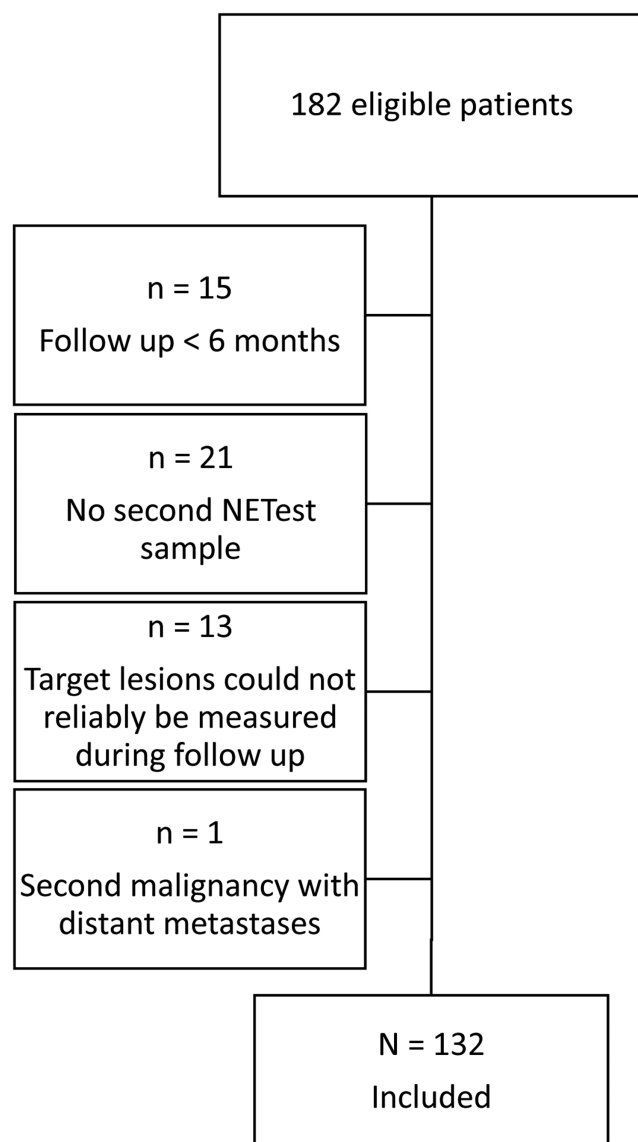 182 eligible patients
n = 15
Follow up < 6 months
n = 21
No second NETest
sample
n = 13
Target lesions could not
reliably be measured
during follow up
n = 1
Second malignancy with
distant metastases
N = 132
Included